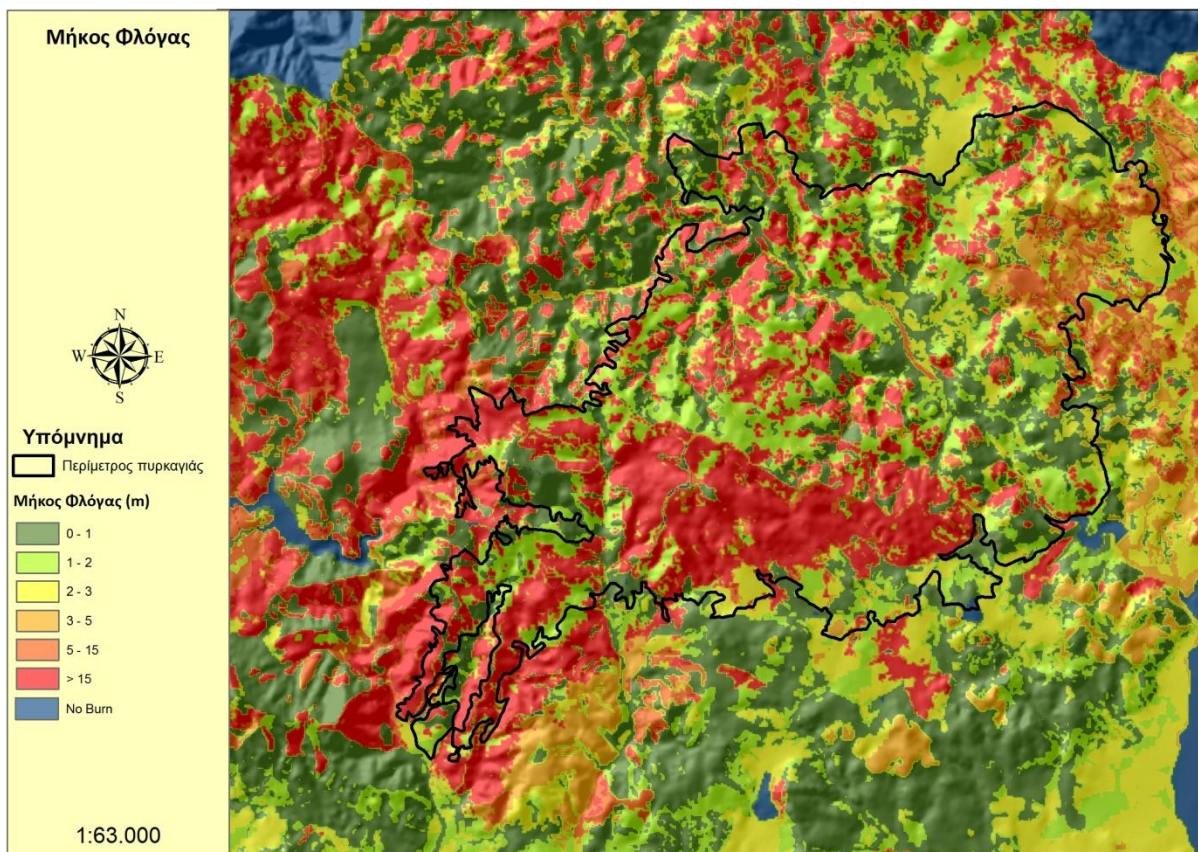 Μήκος Φλόγας
N
W
E
S
Υπόμνημα
Περίμετρος πυρκαγιάς
Μήκος Φλόγας (m)
0 - 1
1 - 2
2 - 3
3 - 5
5 - 15
> 15
No Burn
1:63.000